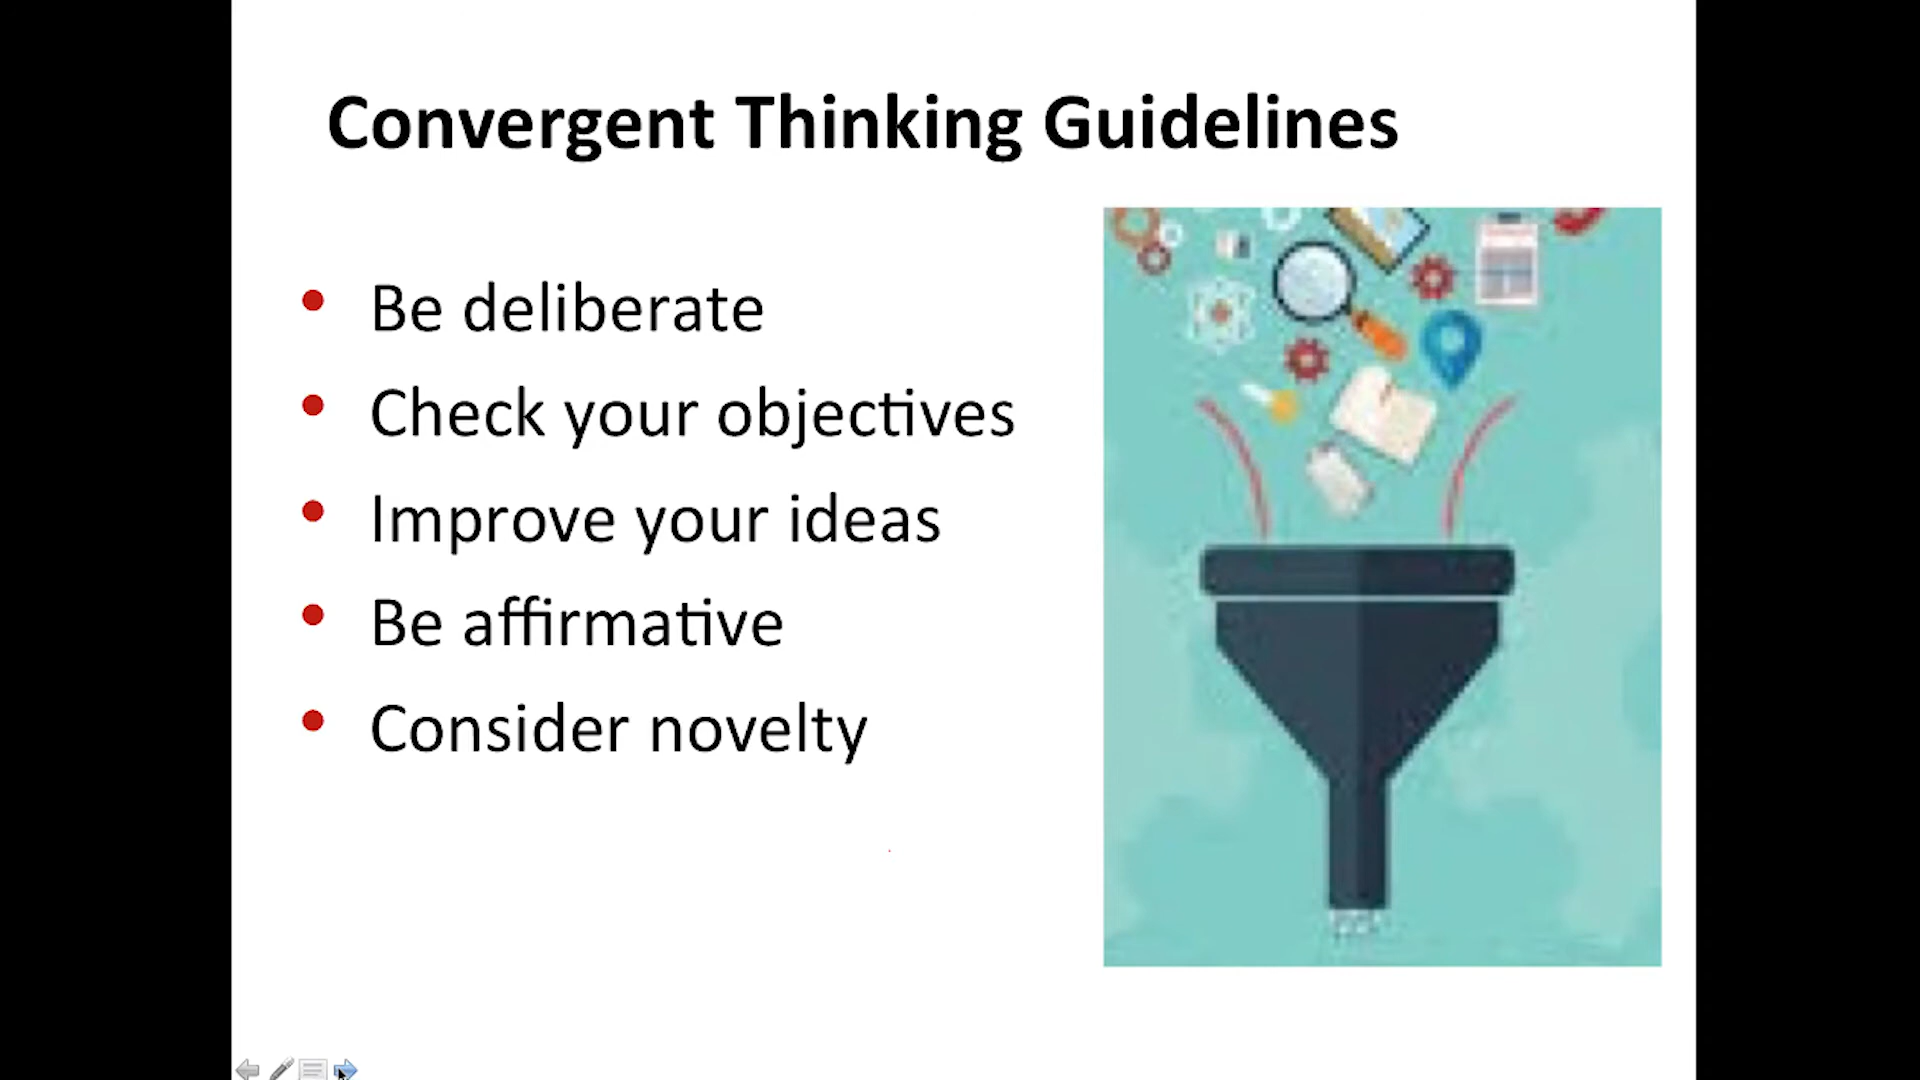 Convergent Thinking Guidelines
• Be deliberate
• Check your objectives
• Improve your ideas
• Be affirmative
• Consider novelty